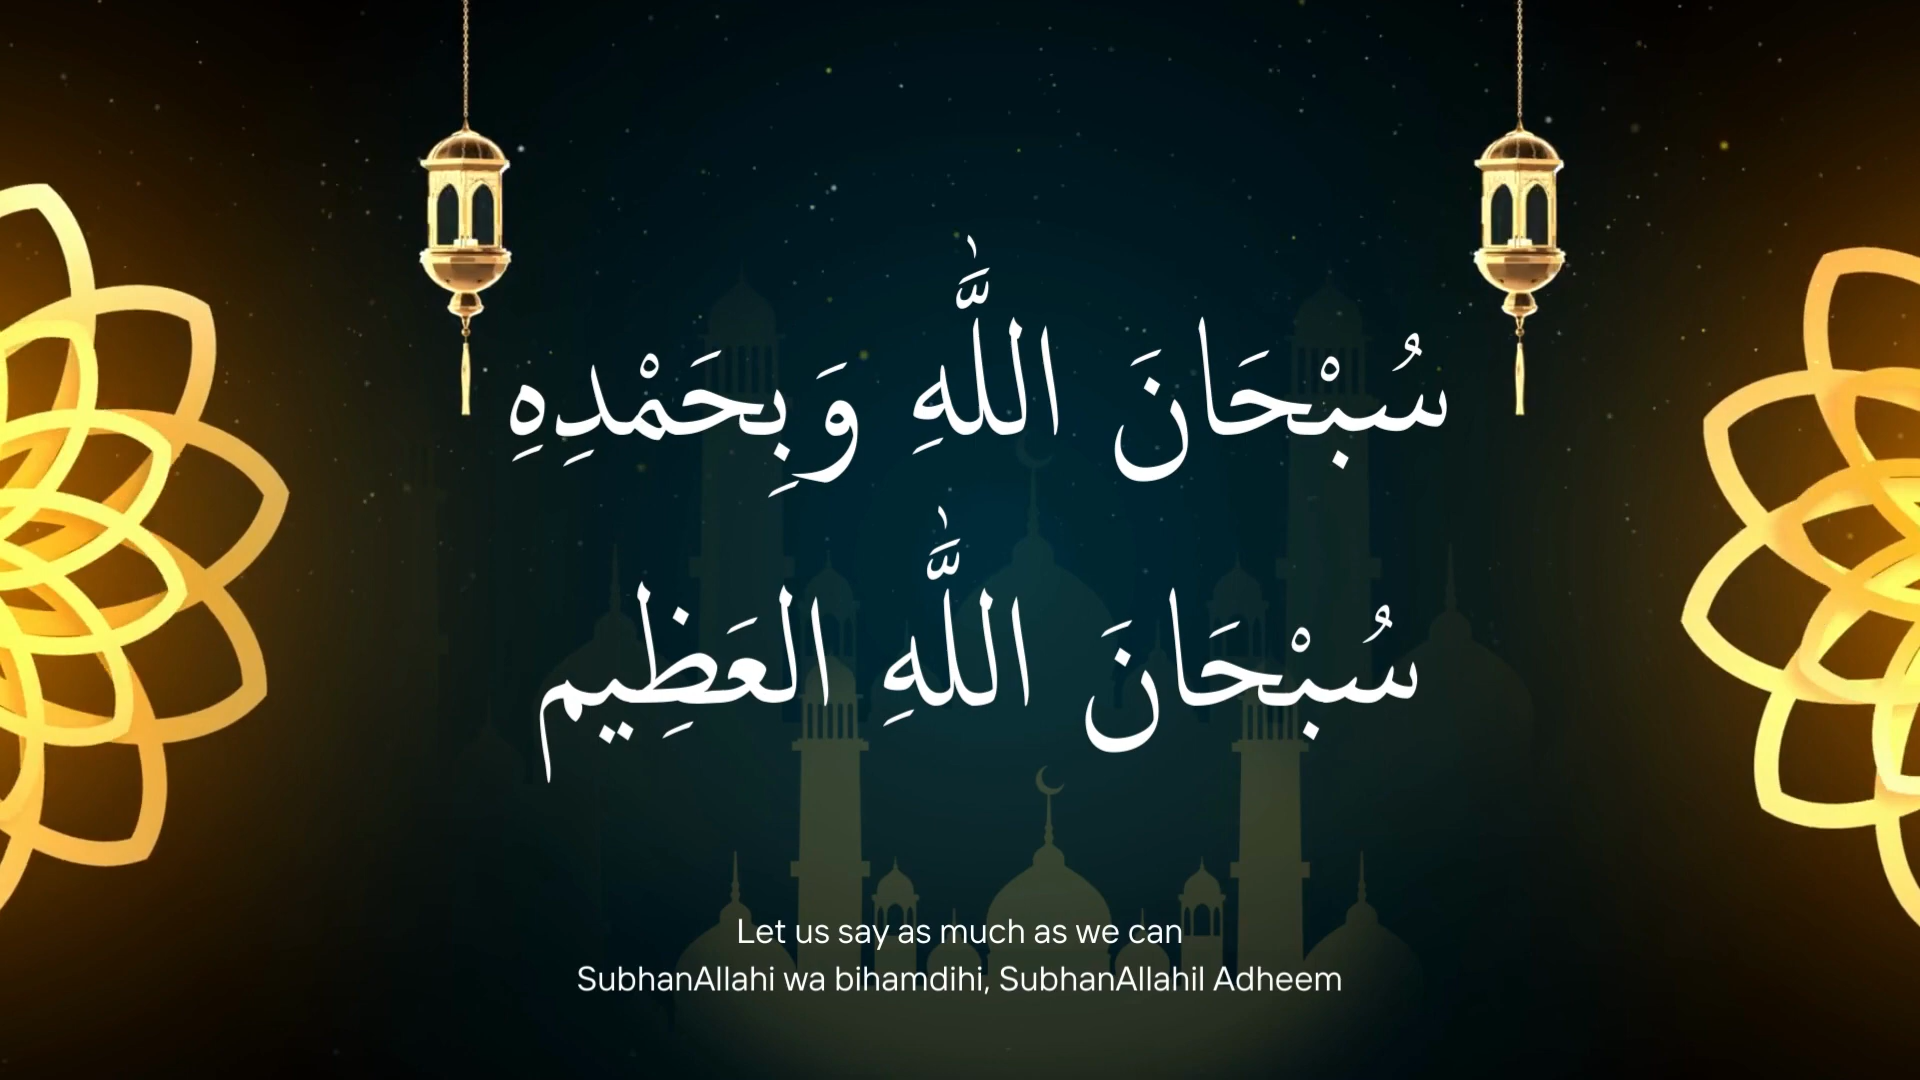 سُبْحَانَ اللَّهِ وَبِحَمْدِهِ
سُبْحَانَ اللَّهِ العَظِيم
Let us say as much as we can
SubhanAllahi wa bihamdihi, SubhanAllahil Adheem